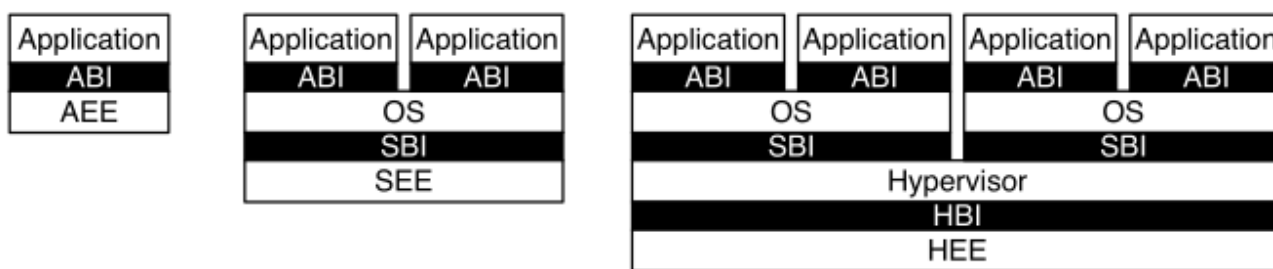 Application
ABI
AEE
Application Application
ABI ABI
OS
SBI
SEE
Application Application Application Application
ABI ABI ABI ABI
OS OS
SBI SBI
Hypervisor
HBI
HEE